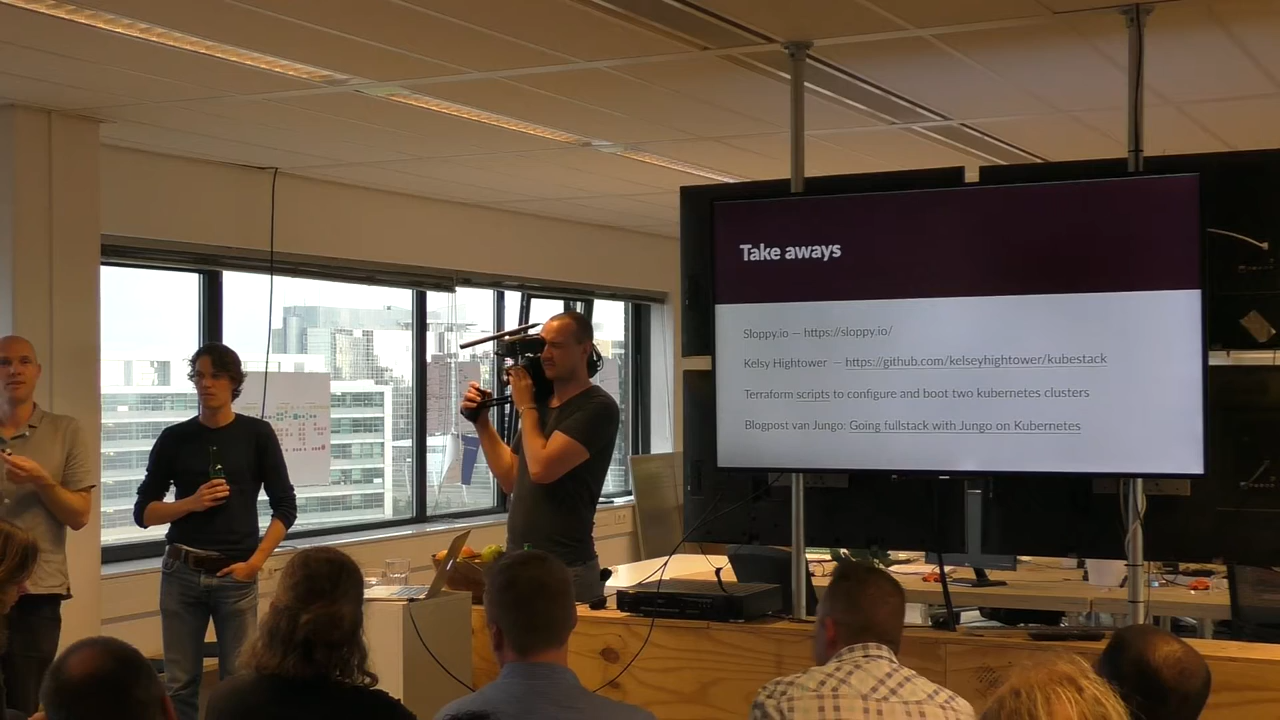 Take aways
Sloppy.io — https://sloppy.io/
Kelsy Hightower — https://github.com/kelseyhightower/kubestack
Terraform scripts to configure and boot two kubernetes clusters
Blogpost van Jungo: Going fullstack with Jungo on Kubernetes